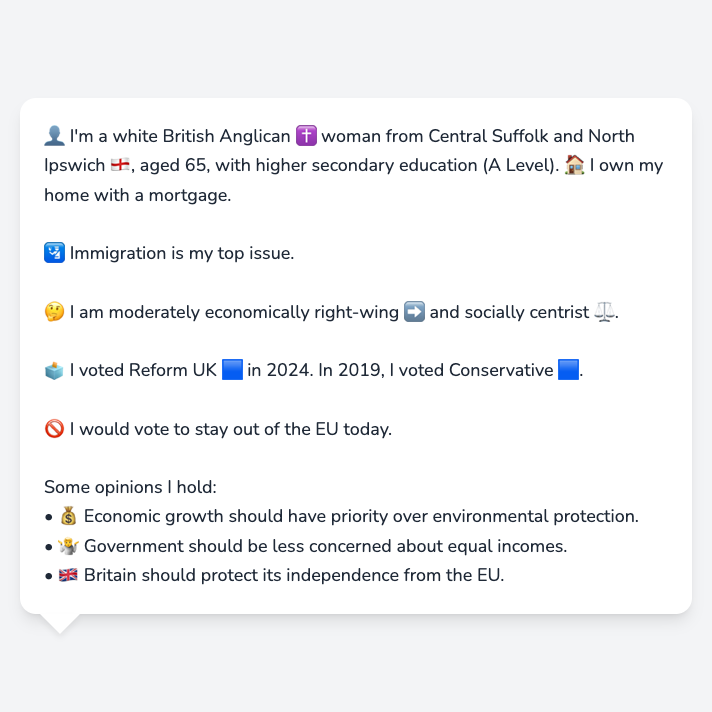 👤 I'm a white British Anglican ✝️ woman from Central Suffolk and North
Ipswich 🏴󠁧󠁢󠁥󠁮󠁧󠁿, aged 65, with higher secondary education (A Level). 🏠 I own my
home with a mortgage.
🛂 Immigration is my top issue.
🤔 I am moderately economically right-wing ➡️ and socially centrist ⚖️.
🗳️ I voted Reform UK 🟦 in 2024. In 2019, I voted Conservative 🟦.
🚫 I would vote to stay out of the EU today.
Some opinions I hold:
• 💰 Economic growth should have priority over environmental protection.
• 🤷 Government should be less concerned about equal incomes.
• 🇬🇧 Britain should protect its independence from the EU.